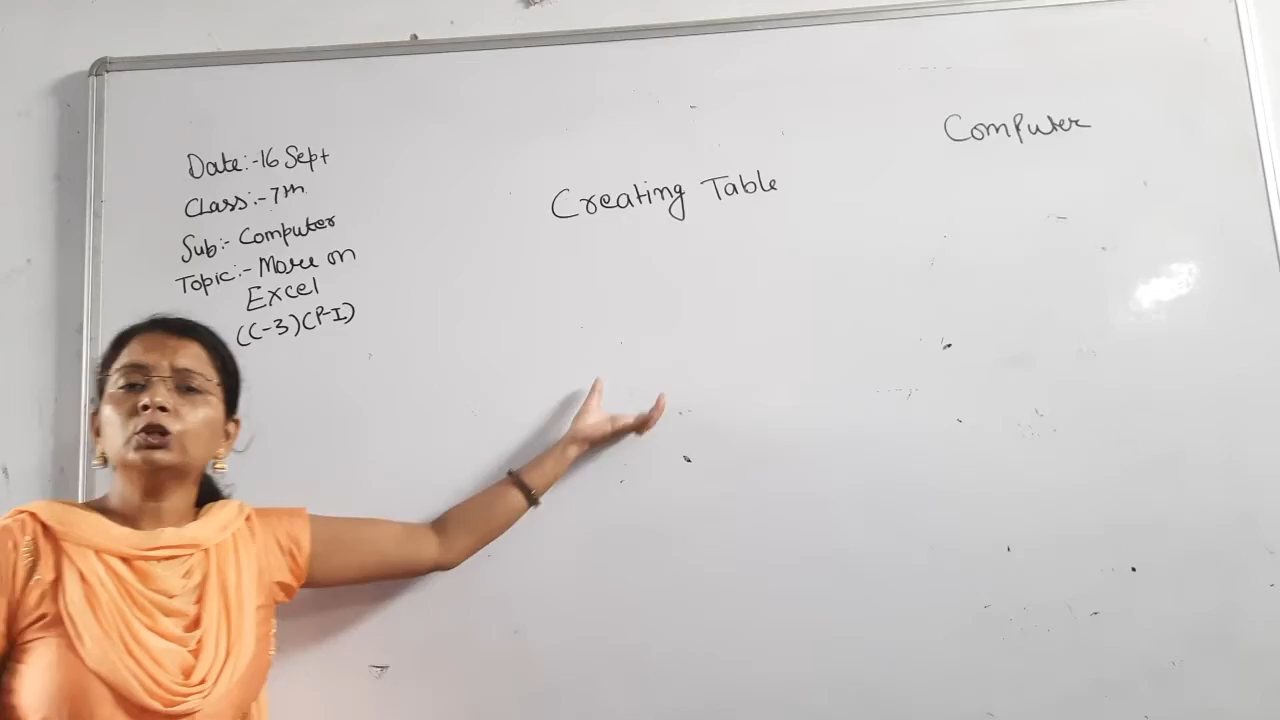 Date:-16 Sept
Class:-7th
Sub:- Computer
Topic:- More on
Excel
(C-3)(P-I)
Creating Table
Computer